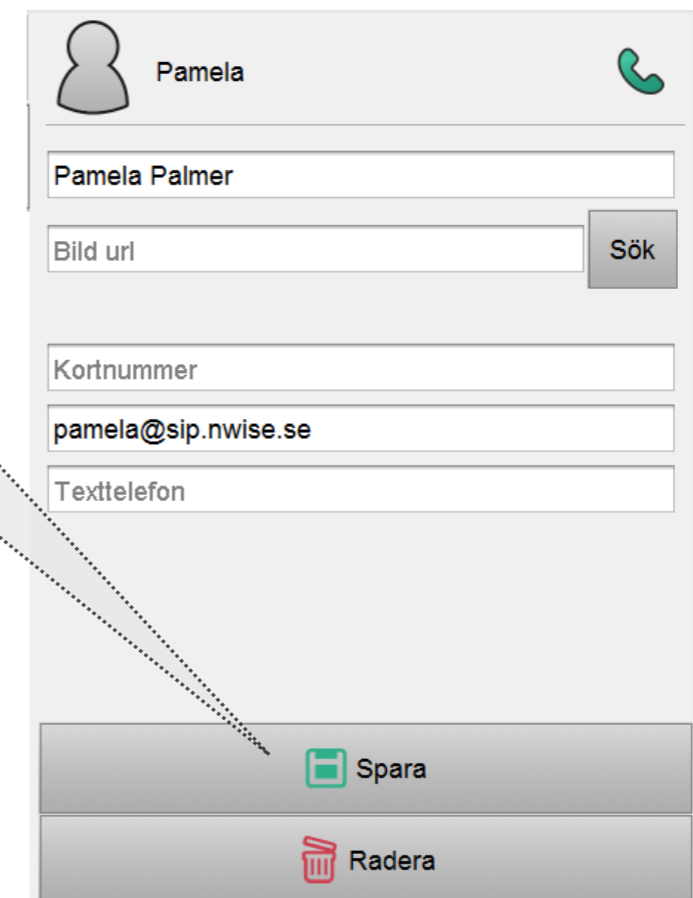 Pamela
Pamela Palmer
Bild url
Sök
Kortnummer
pamela@sip.nwise.se
Texttelefon
Spara
Radera